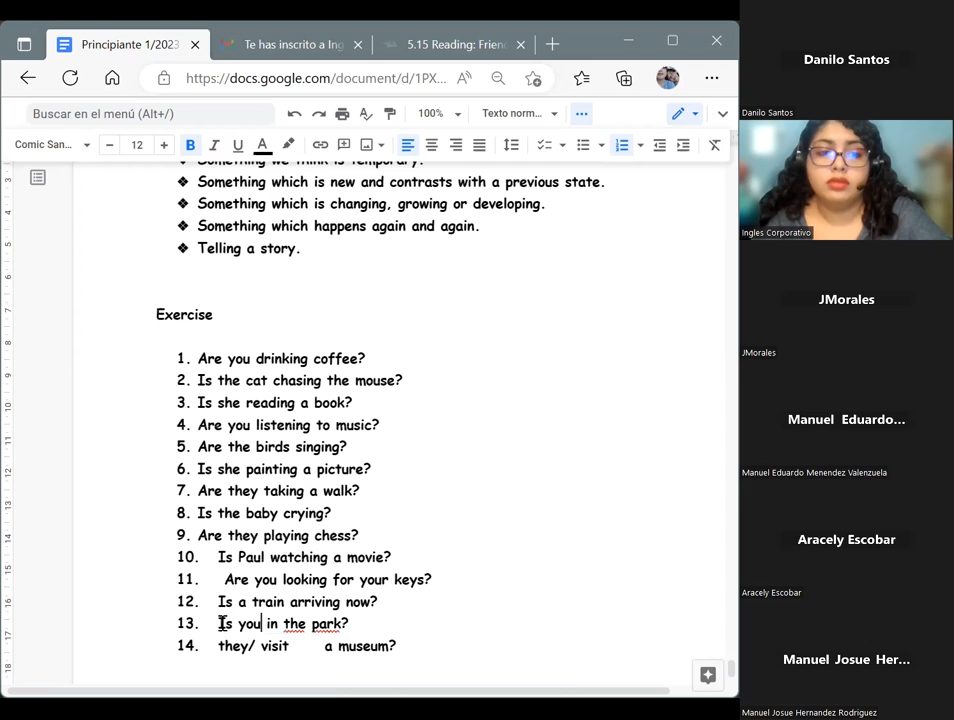 Principiante 1/2023
Te has inscrito a Ing
5.15 Reading: Frien
https://docs.google.com/document/d/1PX...
Buscar en el menú (Alt+/)
100%
Texto norm...
Comic San...
12
Something we think is temporary.
❖ Something which is new and contrasts with a previous state.
❖ Something which is changing, growing or developing.
❖ Something which happens again and again.
❖ Telling a story.
Exercise
1. Are you drinking coffee?
2. Is the cat chasing the mouse?
3. Is she reading a book?
4. Are you listening to music?
5. Are the birds singing?
6. Is she painting a picture?
7. Are they taking a walk?
8. Is the baby crying?
9. Are they playing chess?
10. Is Paul watching a movie?
11. Are you looking for your keys?
12. Is a train arriving now?
13. Is you in the park?
14. they/ visit a museum?
Danilo Santos
Danilo Santos
Ingles Corporativo
JMorales
JMorales
Manuel Eduardo...
Manuel Eduardo Menendez Valenzuela
Aracely Escobar
Aracely Escobar
Manuel Josue Her...
Manuel Josue Hernandez Rodriguez